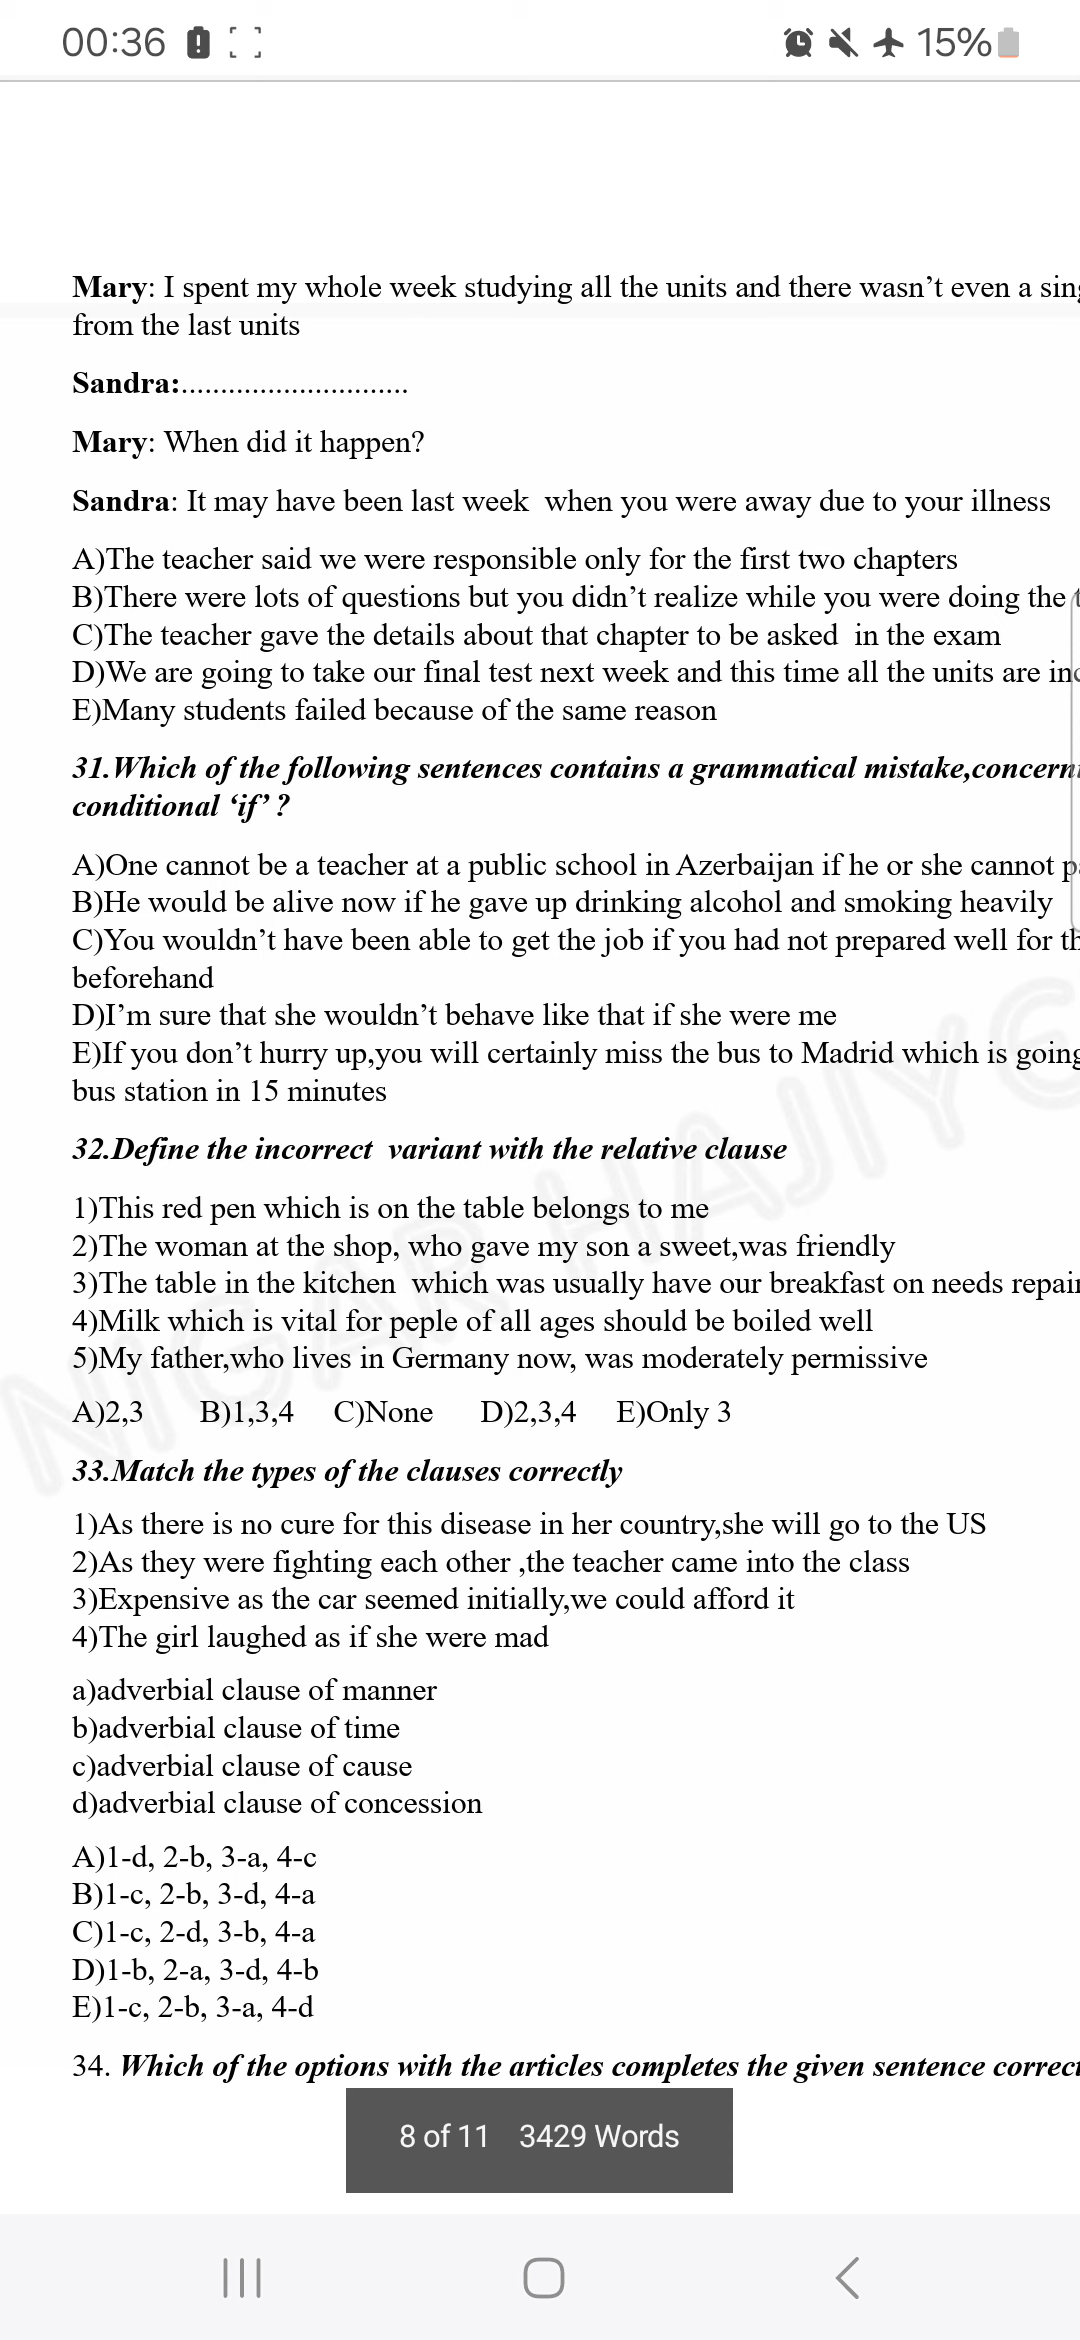 00:36
15%
Mary: I spent my whole week studying all the units and there wasn't even a
from the last units
Sandra:.............................
Mary: When did it happen?
Sandra: It may have been last week when you were away due to your illness
A)The teacher said we were responsible only for the first two chapters
B)There were lots of questions but you didn't realize while you were doing the
C)The teacher gave the details about that chapter to be asked in the exam
D)We are going to take our final test next week and this time all the units are
E)Many students failed because of the same reason
31.Which of the following sentences contains a grammatical mistake,
conditional ‘if’ ?
A)One cannot be a teacher at a public school in Azerbaijan if he or she cannot
B)He would be alive now if he gave up drinking alcohol and smoking heavily
C)You wouldn't have been able to get the job if you had not prepared well for
beforehand
D)I'm sure that she wouldn't behave like that if she were me
E)If you don't hurry up,you will certainly miss the bus to Madrid which is going
bus station in 15 minutes
32.Define the incorrect variant with the relative clause
1)This red pen which is on the table belongs to me
2)The woman at the shop, who gave my son a sweet,was friendly
3)The table in the kitchen which was usually have our breakfast on needs
4)Milk which is vital for peple of all ages should be boiled well
5)My father,who lives in Germany now, was moderately permissive
A)2,3 B)1,3,4 C)None D)2,3,4 E)Only 3
33.Match the types of the clauses correctly
1)As there is no cure for this disease in her country,she will go to the US
2)As they were fighting each other ,the teacher came into the class
3)Expensive as the car seemed initially,we could afford it
4)The girl laughed as if she were mad
a)adverbial clause of manner
b)adverbial clause of time
c)adverbial clause of cause
d)adverbial clause of concession
A)1-d, 2-b, 3-a, 4-c
B)1-c, 2-b, 3-d, 4-a
C)1-c, 2-d, 3-b, 4-a
D)1-b, 2-a, 3-d, 4-b
E)1-c, 2-b, 3-a, 4-d
34. Which of the options with the articles completes the given sentence
8 of 11 3429 Words
NIGAR HAJIYE